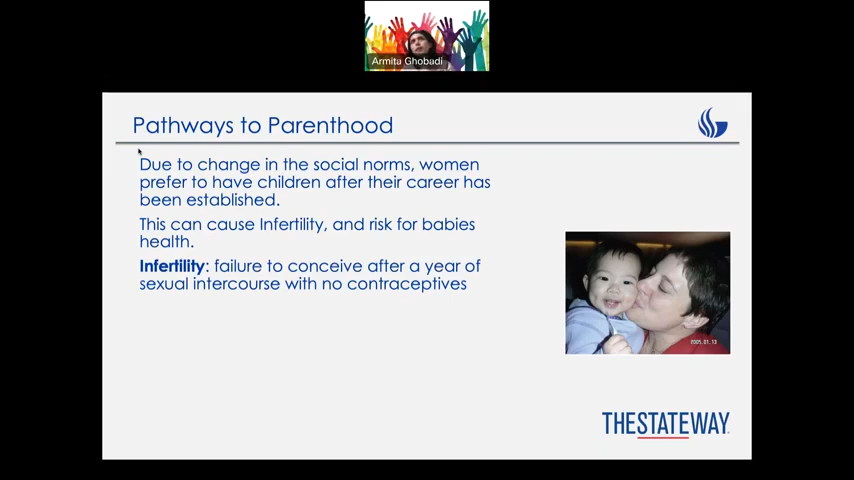 Armita Ghobadi
Pathways to Parenthood
Due to change in the social norms, women
prefer to have children after their career has
been established.
This can cause Infertility, and risk for babies
health.
Infertility: failure to conceive after a year of
sexual intercourse with no contraceptives
2005.01.13
THESTATEWAY.